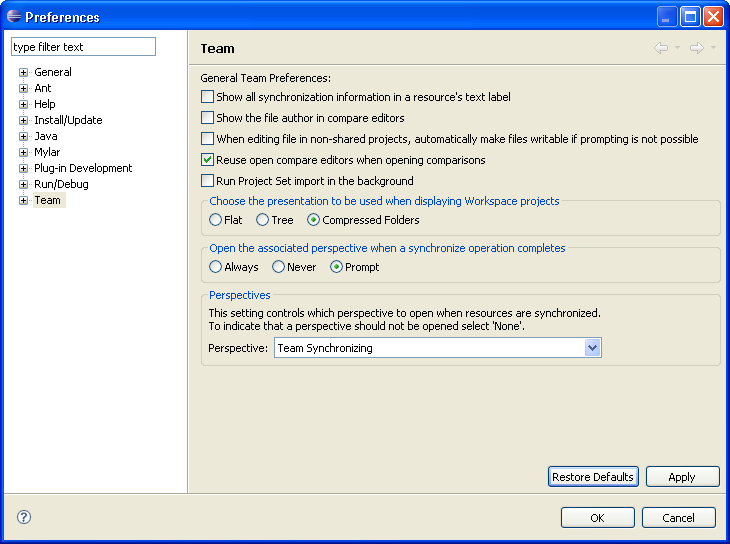 Preferences
type filter text
General
Ant
Help
Install/Update
Java
Mylar
Plug-in Development
Run/Debug
Team
Team
General Team Preferences:
Show all synchronization information in a resource's text label
Show the file author in compare editors
When editing file in non-shared projects, automatically make files writable if prompting is not possible
Reuse open compare editors when opening comparisons
Run Project Set import in the background
Choose the presentation to be used when displaying Workspace projects
Flat Tree Compressed Folders
Open the associated perspective when a synchronize operation completes
Always Never Prompt
Perspectives
This setting controls which perspective to open when resources are synchronized.
To indicate that a perspective should not be opened select 'None'.
Perspective: Team Synchronizing
Restore Defaults Apply
? OK Cancel